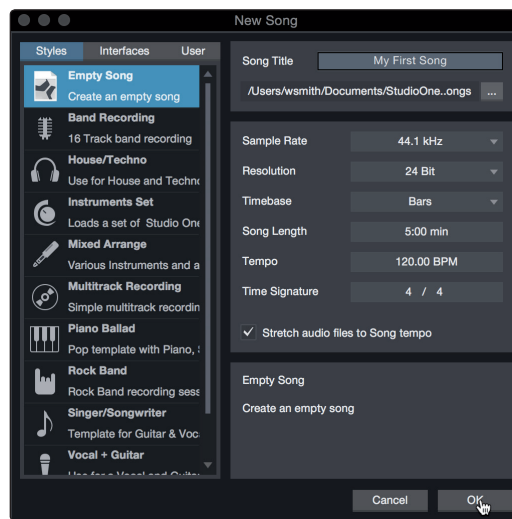 New Song
Styles Interfaces User
Empty Song
Create an empty song
Band Recording
16 Track band recording
House/Techno
Use for House and Techno
Instruments Set
Loads a set of Studio One
Mixed Arrange
Various Instruments and a
Multitrack Recording
Simple multitrack recordin
Piano Ballad
Pop template with Piano,
Rock Band
Rock Band recording sess
Singer/Songwriter
Template for Guitar & Voc
Vocal + Guitar
Song Title My First Song
/Users/wsmith/Documents/StudioOne..ongs ...
Sample Rate 44.1 kHz
Resolution 24 Bit
Timebase Bars
Song Length 5:00 min
Tempo 120.00 BPM
Time Signature 4 / 4
Stretch audio files to Song tempo
Empty Song
Create an empty song
Cancel OK